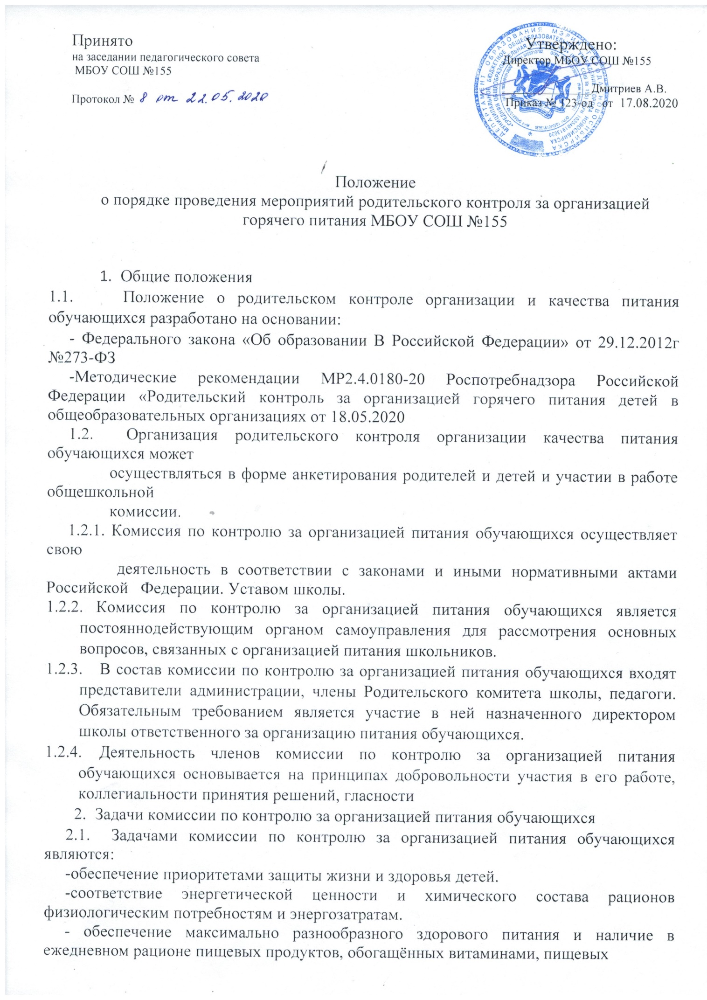 Принято
на заседании педагогического совета
МБОУ СОШ №155
Протокол № 8 от 22.05.2020
Утверждено:
Директор МБОУ СОШ №155
Дмитриев А.В.
Приказ № 123-од от 17.08.2020
ДЕПАРТАМЕНТ ОБРАЗОВАНИЯ МЭРИИ ГОРОДА НОВОСИБИРСКА
Положение
о порядке проведения мероприятий родительского контроля за организацией
горячего питания МБОУ СОШ №155
1. Общие положения
1.1. Положение о родительском контроле организации и качества питания
обучающихся разработано на основании:
- Федерального закона «Об образовании В Российской Федерации» от 29.12.2012г
№273-ФЗ
-Методические рекомендации МР2.4.0180-20 Роспотребнадзора Российской
Федерации «Родительский контроль за организацией горячего питания детей в
общеобразовательных организациях от 18.05.2020
1.2. Организация родительского контроля организации качества питания
обучающихся может
осуществляться в форме анкетирования родителей и детей и участии в работе
общешкольной
комиссии.
1.2.1. Комиссия по контролю за организацией питания обучающихся осуществляет
свою
деятельность в соответствии с законами и иными нормативными актами
Российской Федерации. Уставом школы.
1.2.2. Комиссия по контролю за организацией питания обучающихся является
постояннодействующим органом самоуправления для рассмотрения основных
вопросов, связанных с организацией питания школьников.
1.2.3. В состав комиссии по контролю за организацией питания обучающихся входят
представители администрации, члены Родительского комитета школы, педагоги.
Обязательным требованием является участие в ней назначенного директором
школы ответственного за организацию питания обучающихся.
1.2.4. Деятельность членов комиссии по контролю за организацией питания
обучающихся основывается на принципах добровольности участия в его работе,
коллегиальности принятия решений, гласности
2. Задачи комиссии по контролю за организацией питания обучающихся
2.1. Задачами комиссии по контролю за организацией питания обучающихся
являются:
-обеспечение приоритетами защиты жизни и здоровья детей.
-соответствие энергетической ценности и химического состава рационов
физиологическим потребностям и энергозатратам.
- обеспечение максимально разнообразного здорового питания и наличие в
ежедневном рационе пищевых продуктов, обогащённых витаминами, пищевых